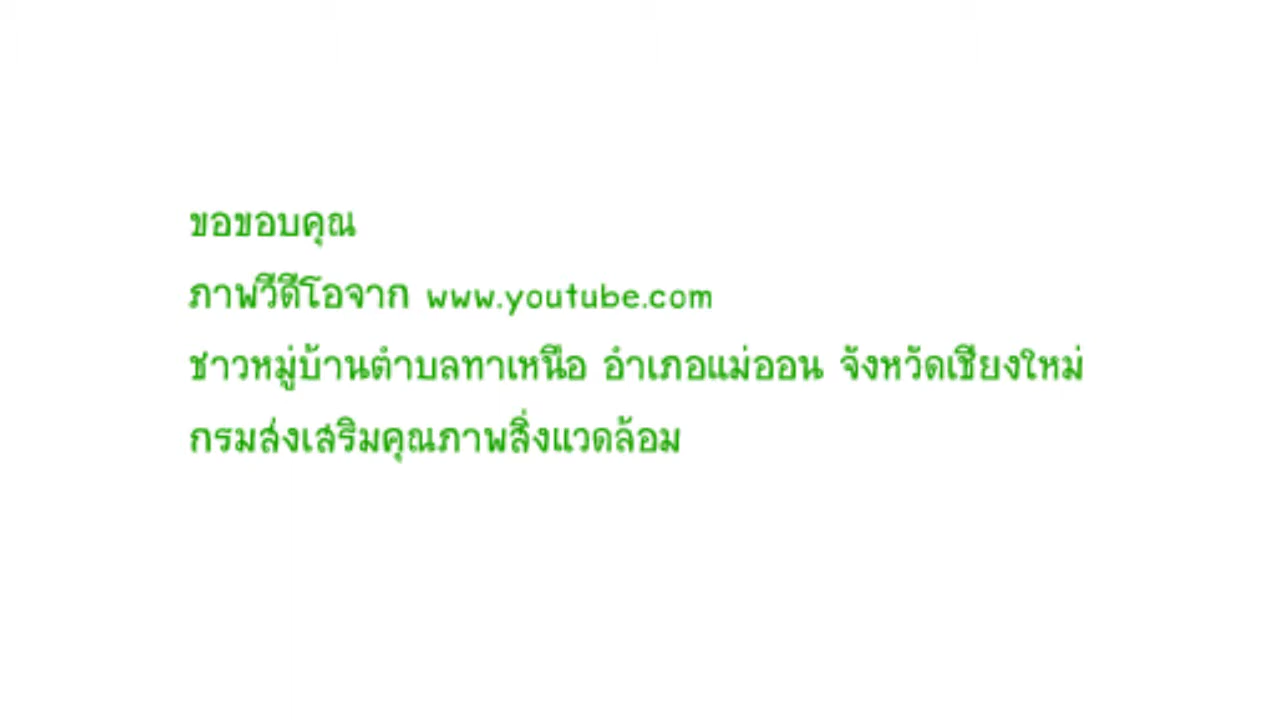 ขอขอบคุณ
ภาพวีดีโอจาก www.youtube.com
ชาวหมู่บ้านตำบลทาเหนือ อำเภอแม่ออน จังหวัดเชียงใหม่
กรมส่งเสริมคุณภาพสิ่งแวดล้อม